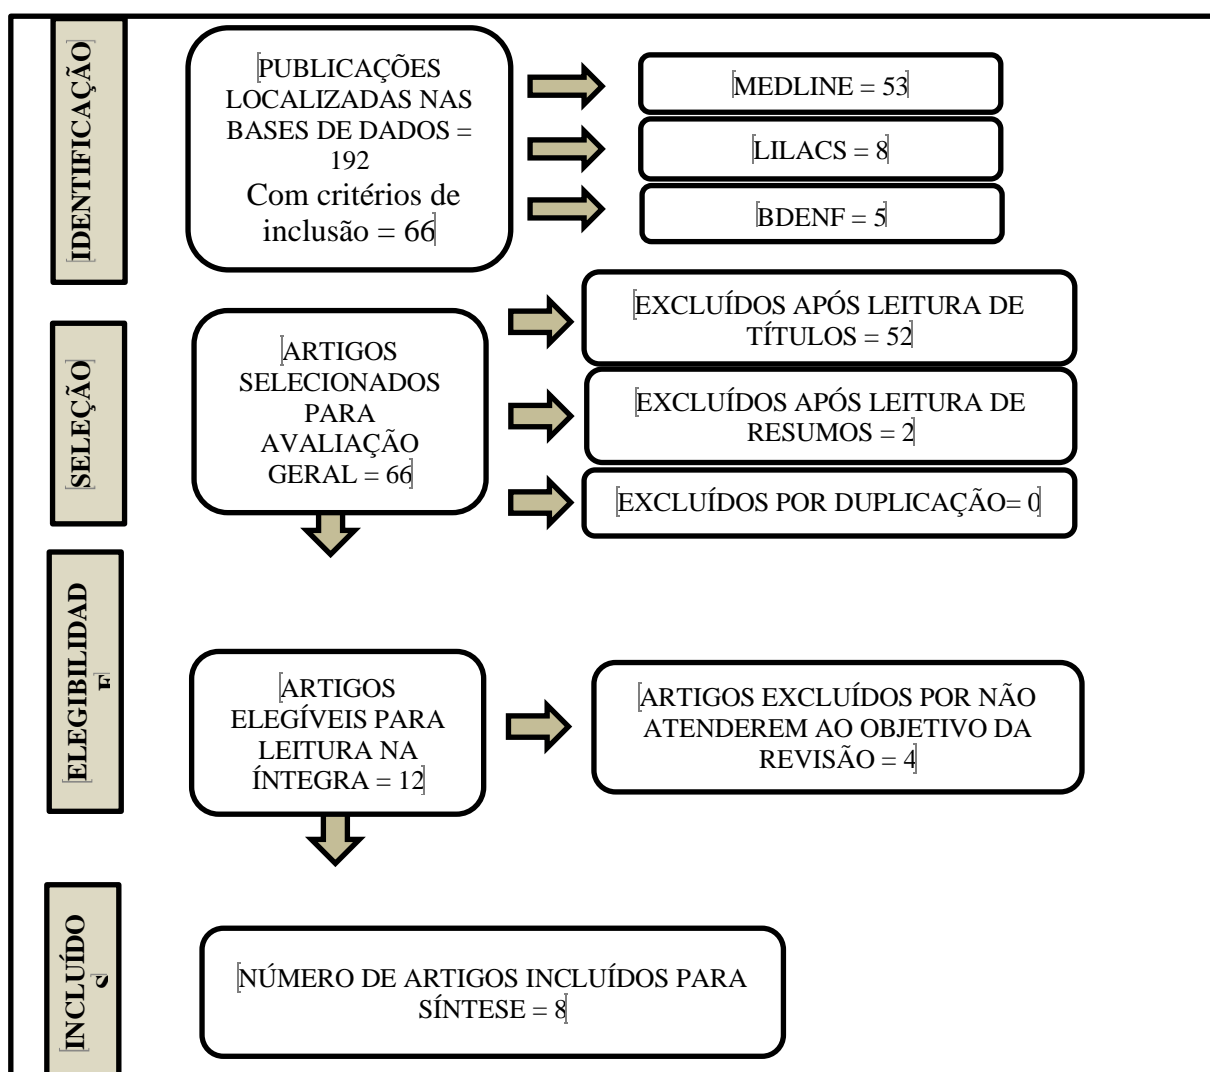 IDENTIFICAÇÃO
PUBLICAÇÕES
LOCALIZADAS NAS
BASES DE DADOS =
192
Com critérios de
inclusão = 66
MEDLINE = 53
LILACS = 8
BDENF = 5
SELEÇÃO
ARTIGOS
SELECIONADOS
PARA
AVALIAÇÃO
GERAL = 66
EXCLUÍDOS APÓS LEITURA DE
TÍTULOS = 52
EXCLUÍDOS APÓS LEITURA DE
RESUMOS = 2
EXCLUÍDOS POR DUPLICAÇÃO= 0
ELEGIBILIDAD
E
ARTIGOS
ELEGÍVEIS PARA
LEITURA NA
ÍNTEGRA = 12
ARTIGOS EXCLUÍDOS POR NÃO
ATENDEREM AO OBJETIVO DA
REVISÃO = 4
INCLUÍDO
S
NÚMERO DE ARTIGOS INCLUÍDOS PARA
SÍNTESE = 8